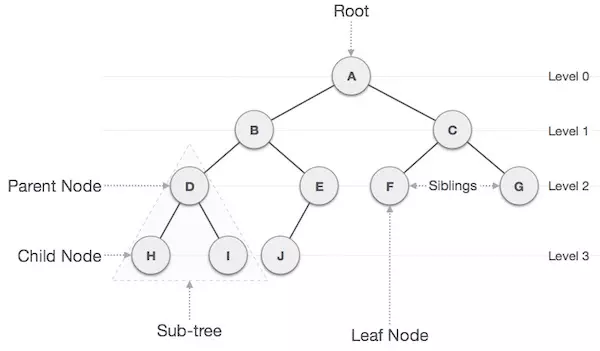 Root
A
Level 0
B
C
Level 1
Parent Node
D
E
F
Siblings
G
Level 2
Child Node
H
I
J
Level 3
Sub-tree
Leaf Node